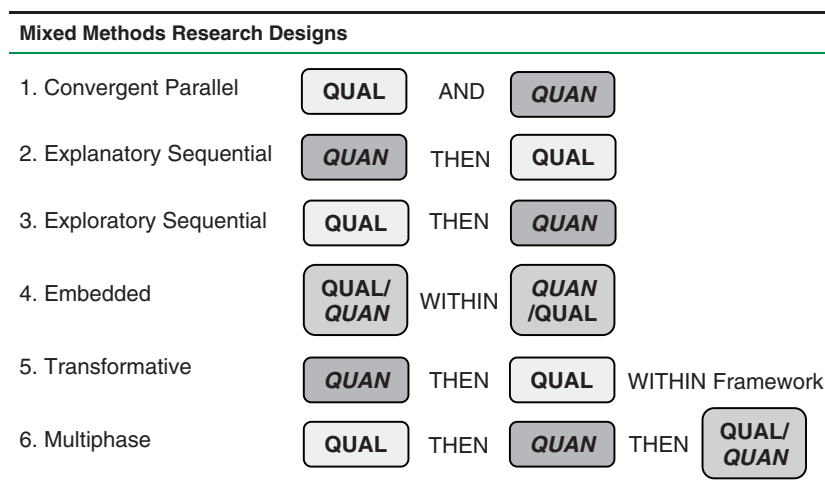 Mixed Methods Research Designs
1. Convergent Parallel QUAL AND QUAN
2. Explanatory Sequential QUAN THEN QUAL
3. Exploratory Sequential QUAL THEN QUAN
4. Embedded QUAL/ QUAN WITHIN QUAN /QUAL
5. Transformative QUAN THEN QUAL WITHIN Framework
6. Multiphase QUAL THEN QUAN THEN QUAL/ QUAN